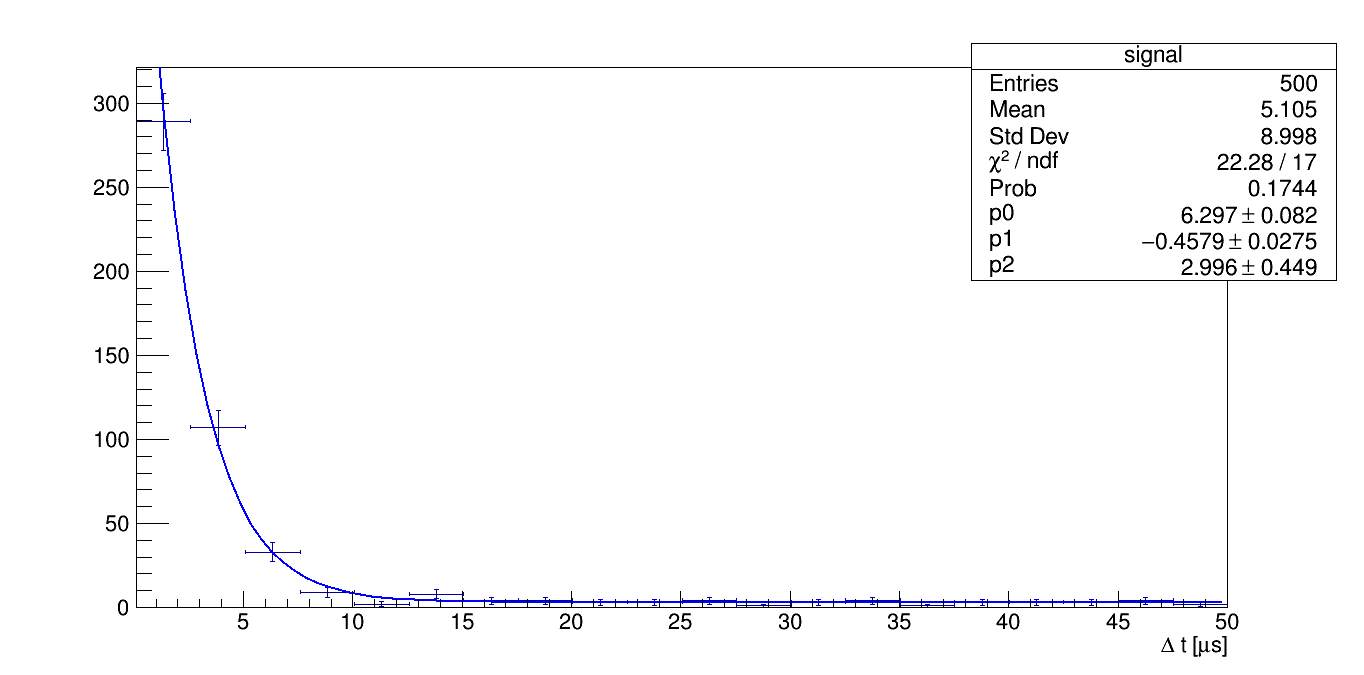 signal
Entries 500
Mean 5.105
Std Dev 8.998
χ² / ndf 22.28 / 17
Prob 0.1744
p0 6.297 ± 0.082
p1 −0.4579 ± 0.0275
p2 2.996 ± 0.449
300
250
200
150
100
50
0
5 10 15 20 25 30 35 40 45 50
Δ t [μs]